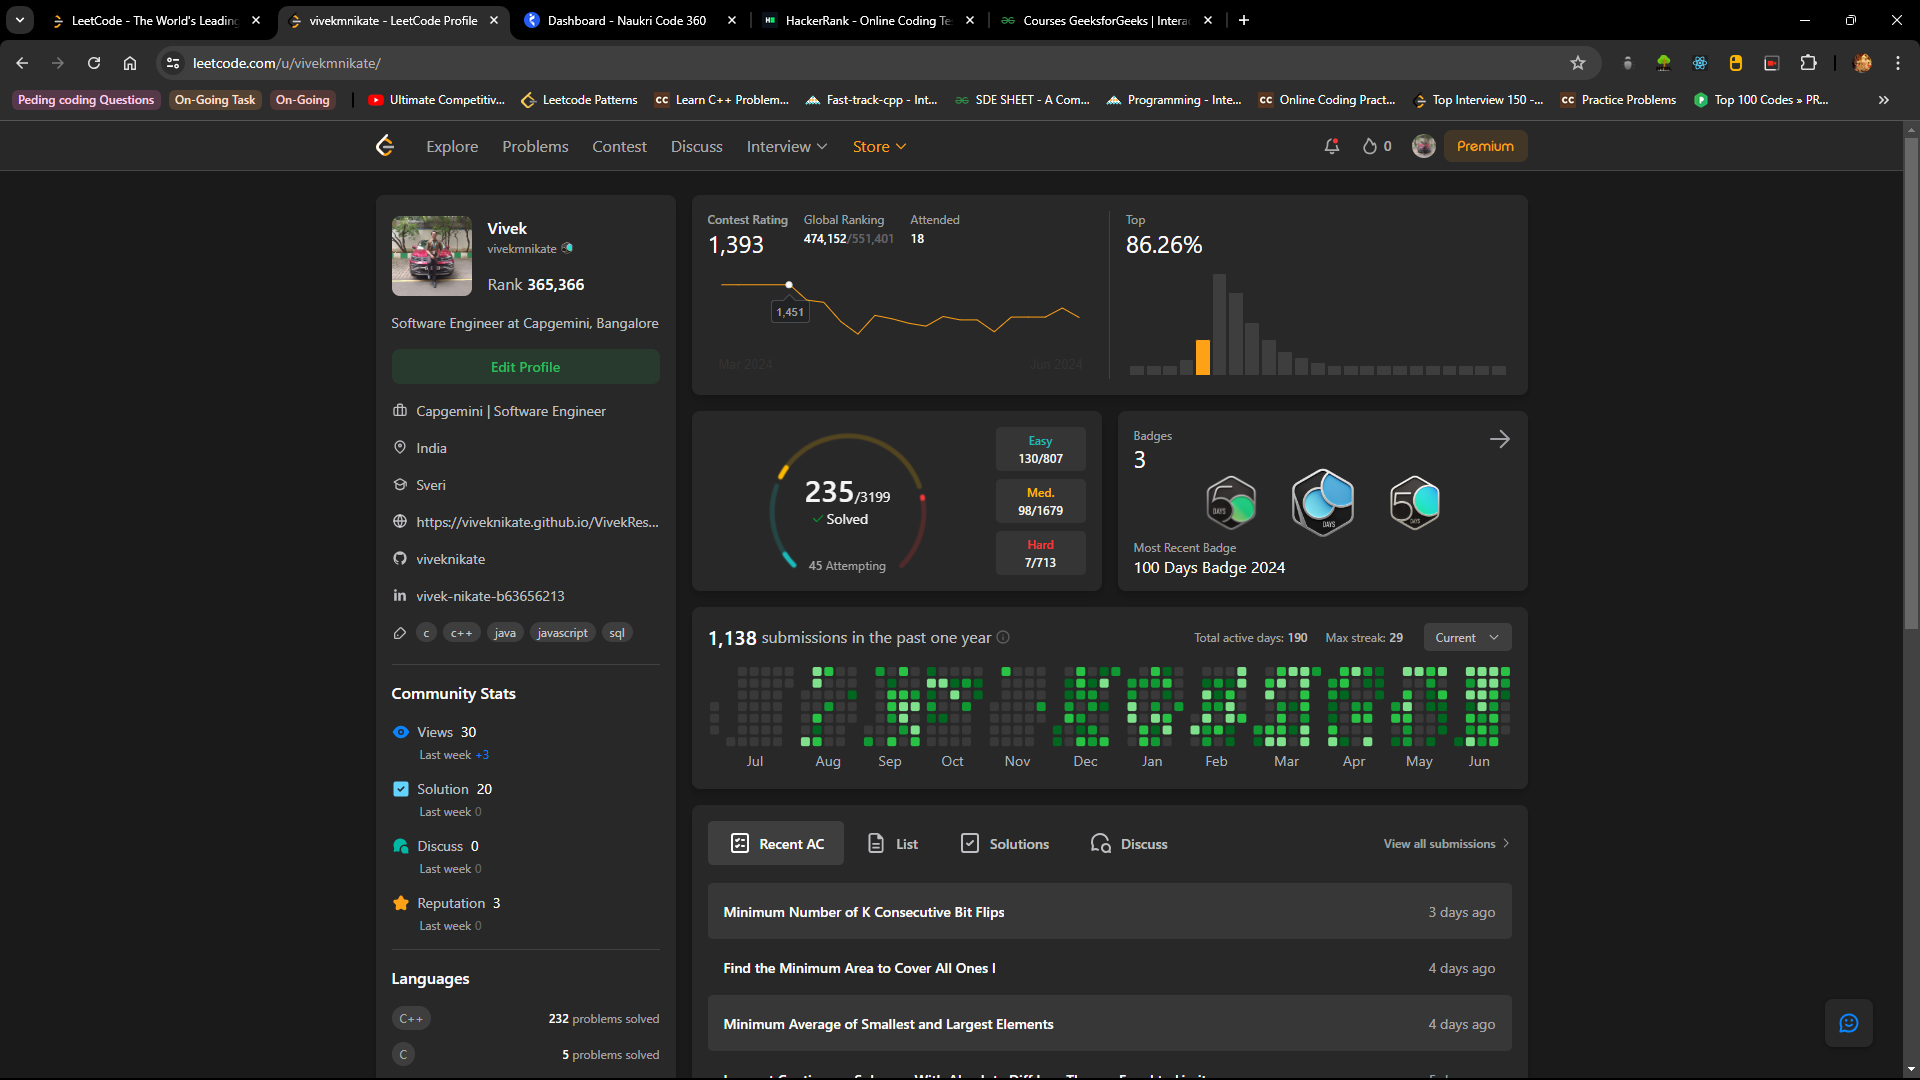 LeetCode - The World's Leading
vivekmnikate - LeetCode Profile
Dashboard - Naukri Code 360
HackerRank - Online Coding Te
Courses GeeksforGeeks | Intera
leetcode.com/u/vivekmnikate/
Peding coding Questions
On-Going Task
On-Going
Ultimate Competitiv...
Leetcode Patterns
Learn C++ Problem...
Fast-track-cpp - Int...
SDE SHEET - A Com...
Programming - Inte...
Online Coding Pract...
Top Interview 150 -...
Practice Problems
Top 100 Codes » PR...
Explore Problems Contest Discuss Interview Store
0
Premium
Vivek
vivekmnikate
Rank 365,366
Software Engineer at Capgemini, Bangalore
Edit Profile
Capgemini | Software Engineer
India
Sveri
https://viveknikate.github.io/VivekRes...
viveknikate
vivek-nikate-b63656213
c c++ java javascript sql
Community Stats
Views 30
Last week +3
Solution 20
Last week 0
Discuss 0
Last week 0
Reputation 3
Last week 0
Languages
C++ 232 problems solved
C 5 problems solved
Contest Rating
1,393
Global Ranking
474,152/551,401
Attended
18
1,451
Mar 2024 Jun 2024
Top
86.26%
235/3199
Solved
45 Attempting
Easy
130/807
Med.
98/1679
Hard
7/713
Badges
3
50 DAYS
DAYS
50 DAYS
Most Recent Badge
100 Days Badge 2024
1,138 submissions in the past one year
Total active days: 190 Max streak: 29 Current
Jul Aug Sep Oct Nov Dec Jan Feb Mar Apr May Jun
Recent AC List Solutions Discuss View all submissions
Minimum Number of K Consecutive Bit Flips 3 days ago
Find the Minimum Area to Cover All Ones I 4 days ago
Minimum Average of Smallest and Largest Elements 4 days ago